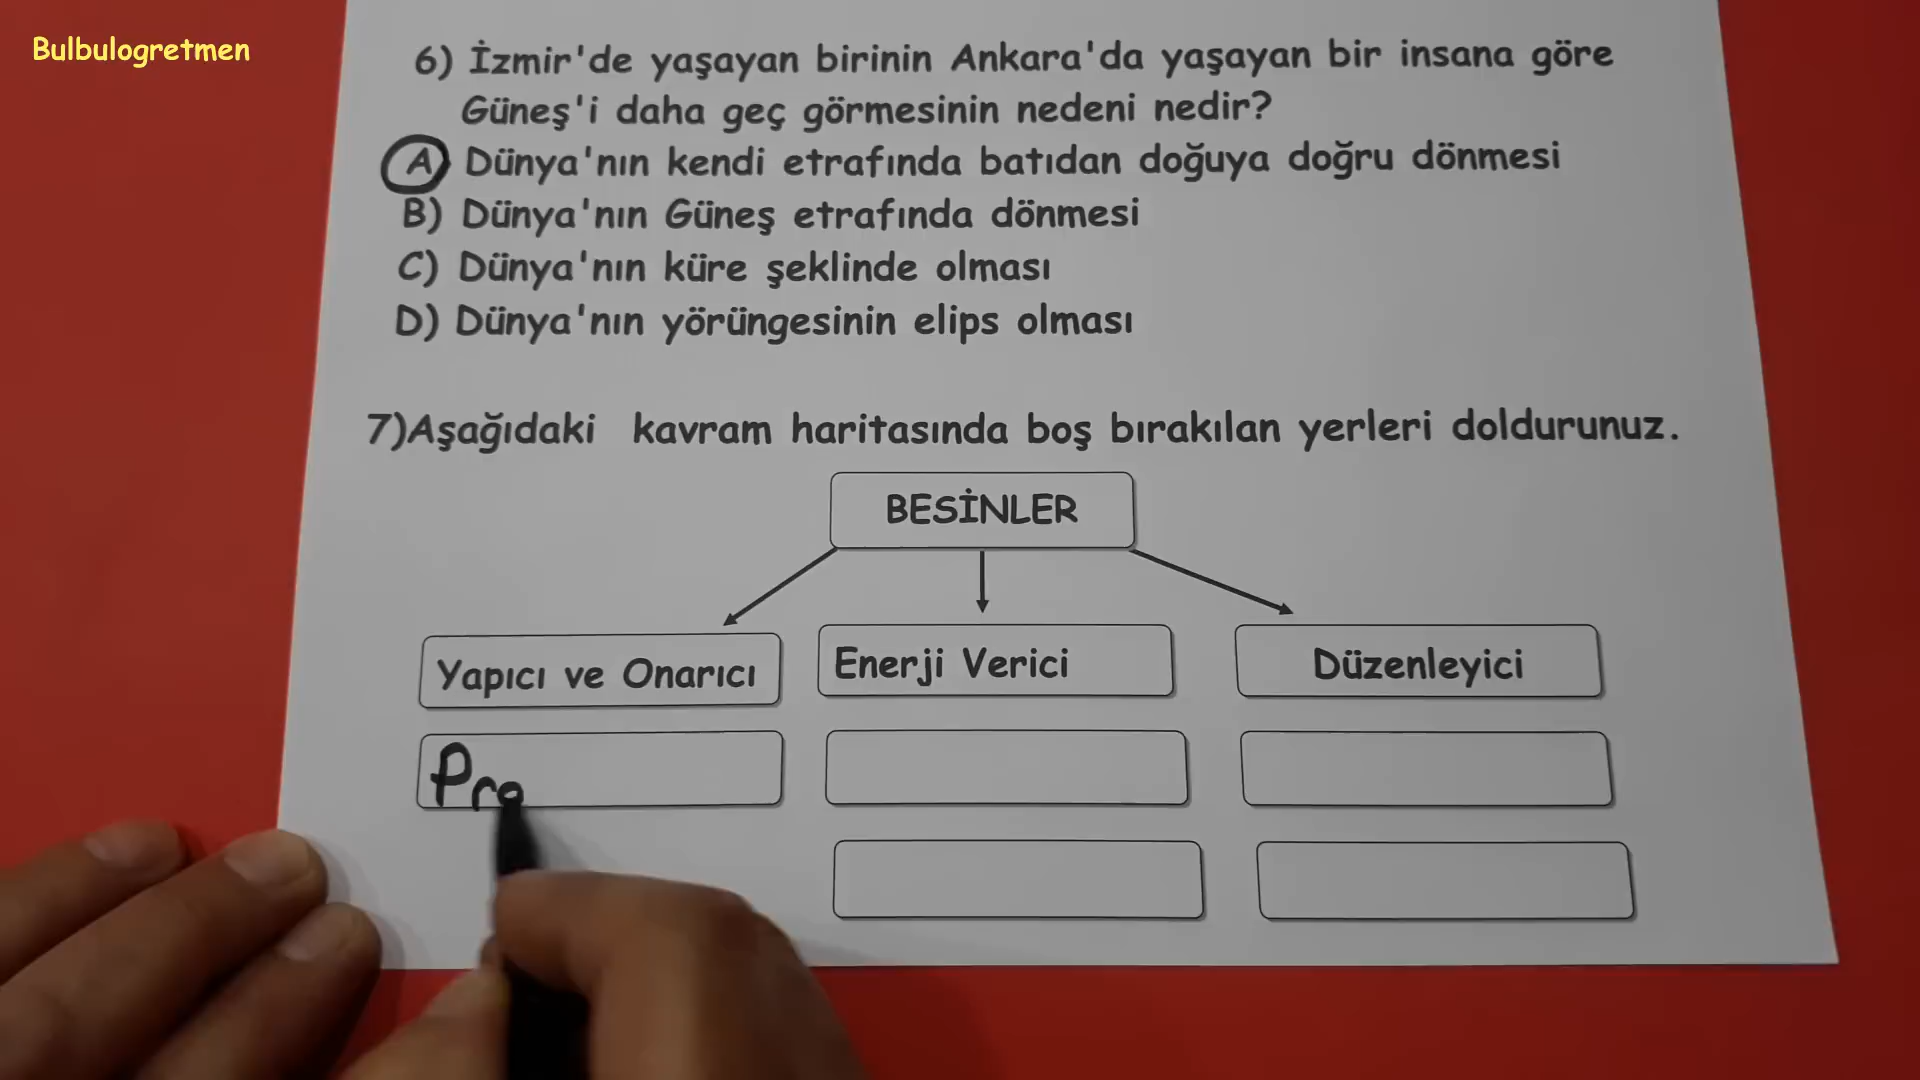 Bulbulogretmen
6) İzmir'de yaşayan birinin Ankara'da yaşayan bir insana göre
Güneş'i daha geç görmesinin nedeni nedir?
A) Dünya'nın kendi etrafında batıdan doğuya doğru dönmesi
B) Dünya'nın Güneş etrafında dönmesi
C) Dünya'nın küre şeklinde olması
D) Dünya'nın yörüngesinin elips olması
7)Aşağıdaki kavram haritasında boş bırakılan yerleri doldurunuz.
BESİNLER
Yapıcı ve Onarıcı Enerji Verici Düzenleyici
Pro